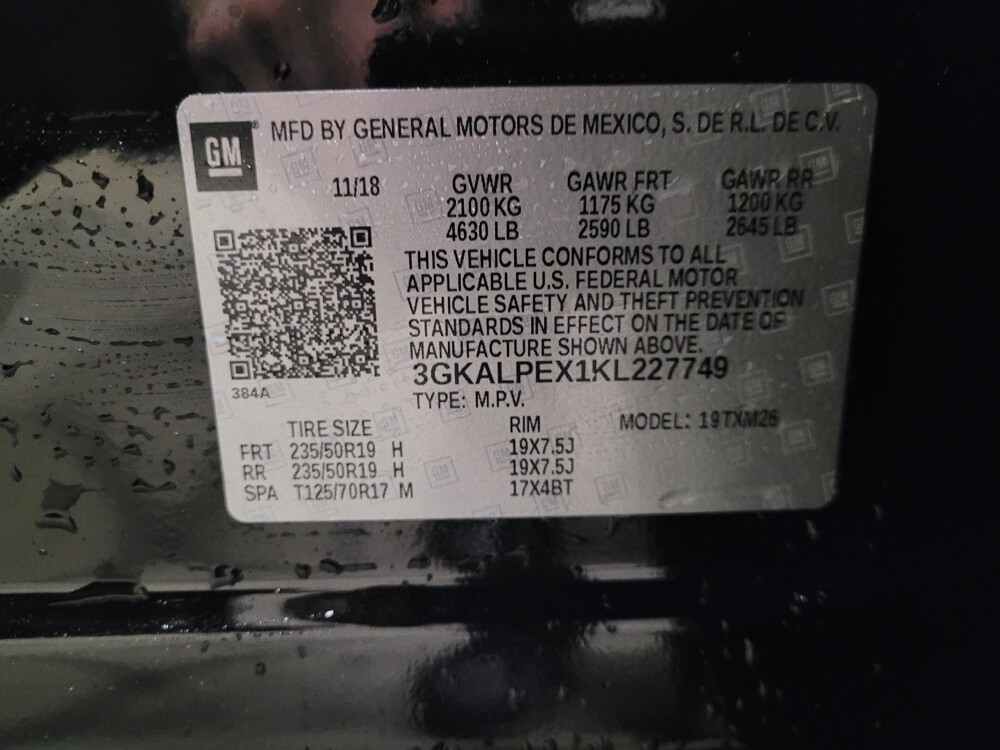 GM
MFD BY GENERAL MOTORS DE MEXICO, S. DE R.L. DE C.V.
11/18 GVWR GAWR FRT GAWR RR
2100 KG 1175 KG 1200 KG
4630 LB 2590 LB 2645 LB
THIS VEHICLE CONFORMS TO ALL
APPLICABLE U.S. FEDERAL MOTOR
VEHICLE SAFETY AND THEFT PREVENTION
STANDARDS IN EFFECT ON THE DATE OF
MANUFACTURE SHOWN ABOVE.
3GKALPEX1KL227749
384A
TYPE: M.P.V.
TIRE SIZE RIM MODEL: 19TXM26
FRT 235/50R19 H 19X7.5J
RR 235/50R19 H 19X7.5J
SPA T125/70R17 M 17X4BT